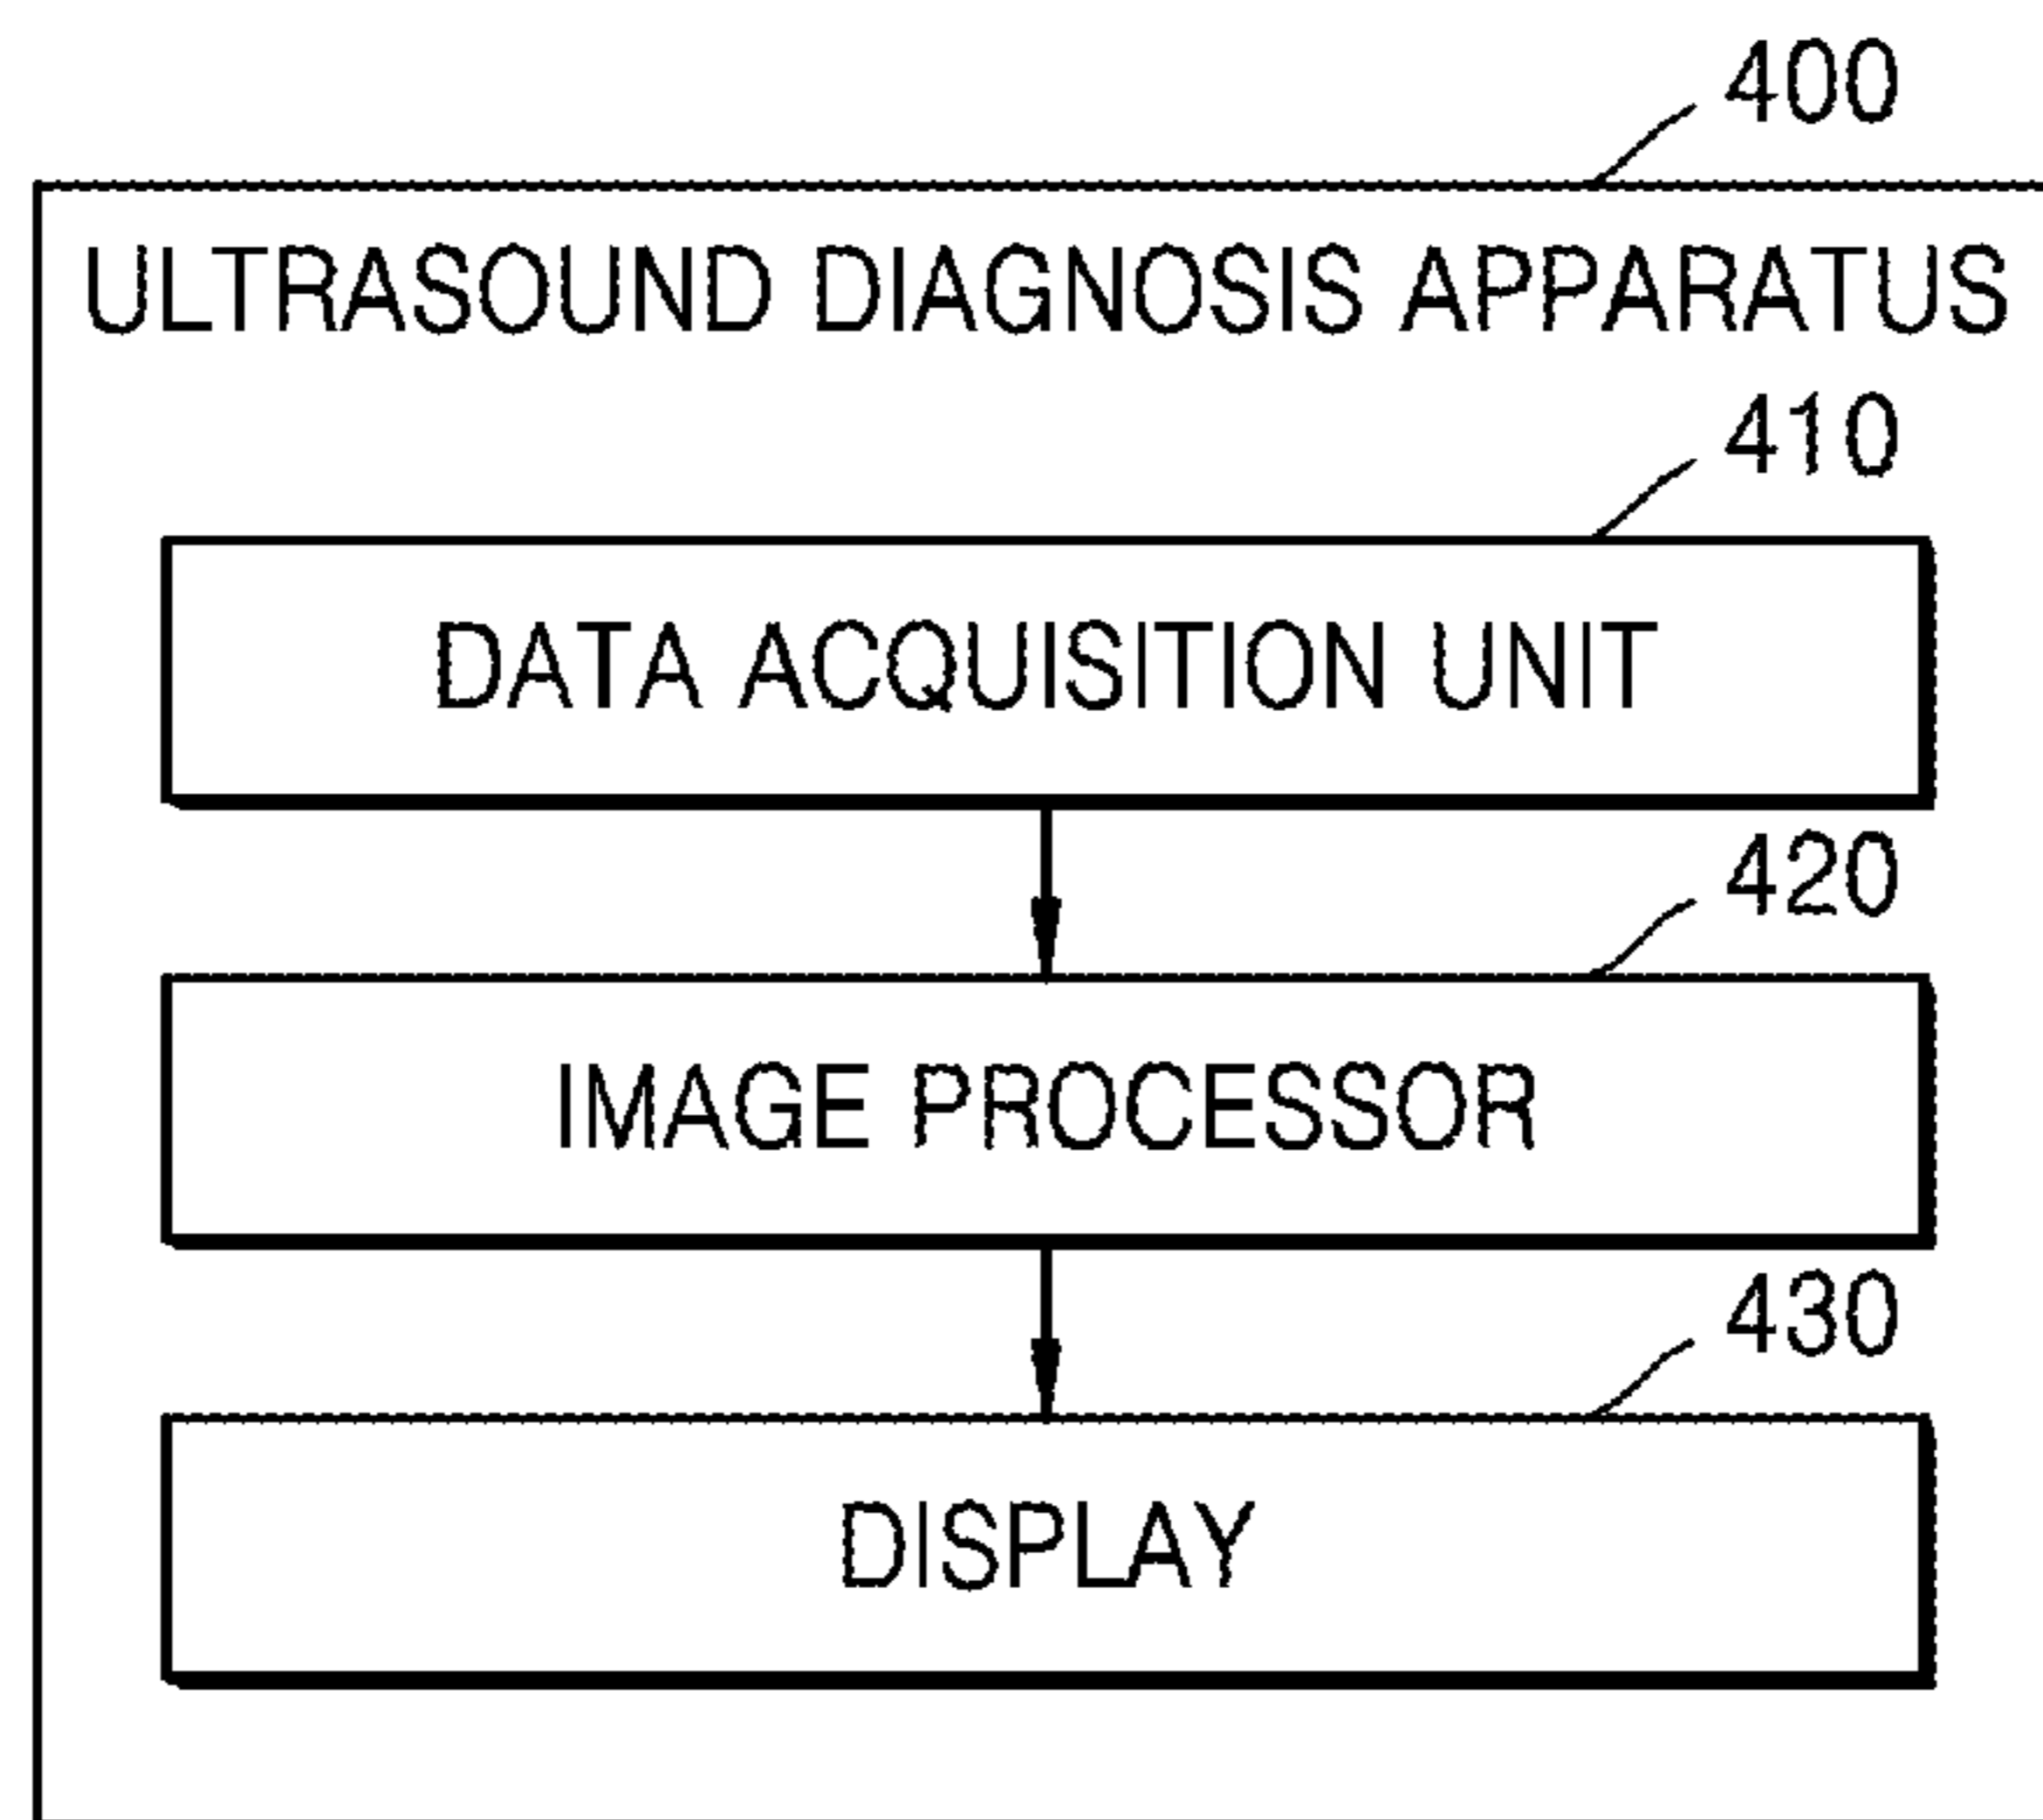 400
ULTRASOUND DIAGNOSIS APPARATUS
410
DATA ACQUISITION UNIT
420
IMAGE PROCESSOR
430
DISPLAY